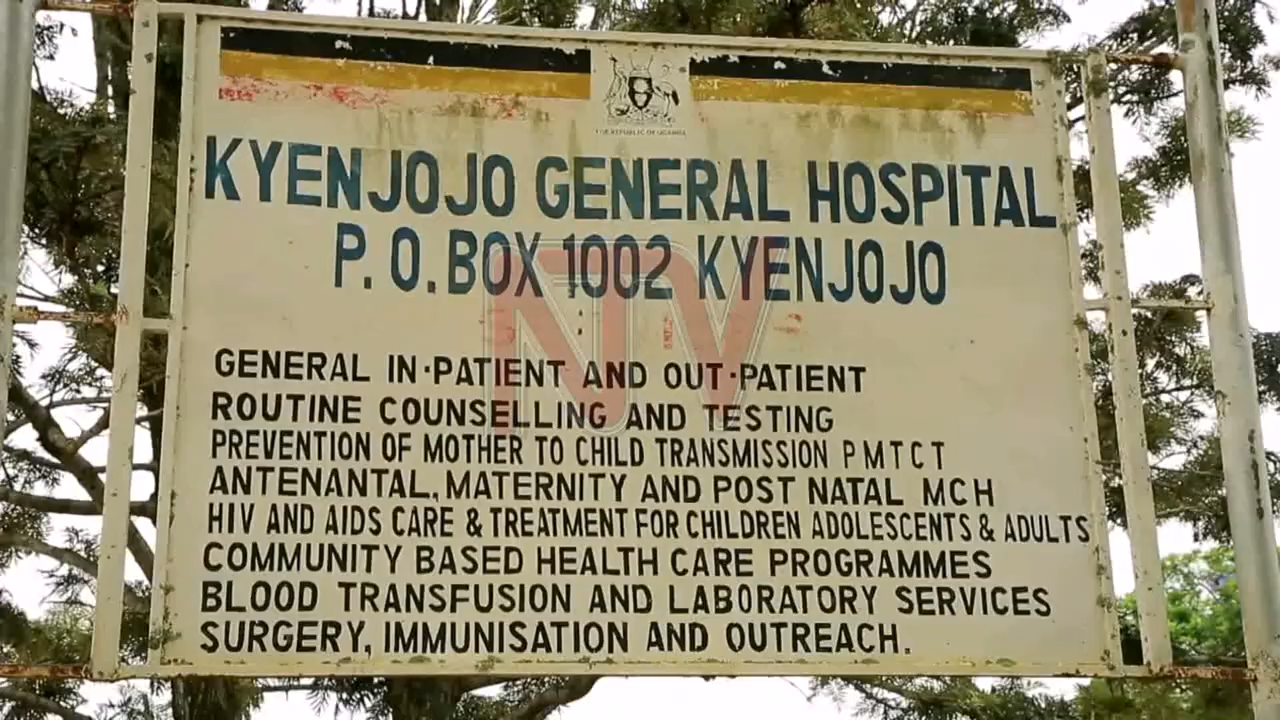 THE REPUBLIC OF UGANDA
KYENJOJO GENERAL HOSPITAL
P. O. BOX 1002 KYENJOJO
NTV
GENERAL IN-PATIENT AND OUT-PATIENT
ROUTINE COUNSELLING AND TESTING
PREVENTION OF MOTHER TO CHILD TRANSMISSION P M T C T
ANTENANTAL, MATERNITY AND POST NATAL MCH
HIV AND AIDS CARE & TREATMENT FOR CHILDREN ADOLESCENTS & ADULTS
COMMUNITY BASED HEALTH CARE PROGRAMMES
BLOOD TRANSFUSION AND LABORATORY SERVICES
SURGERY, IMMUNISATION AND OUTREACH.